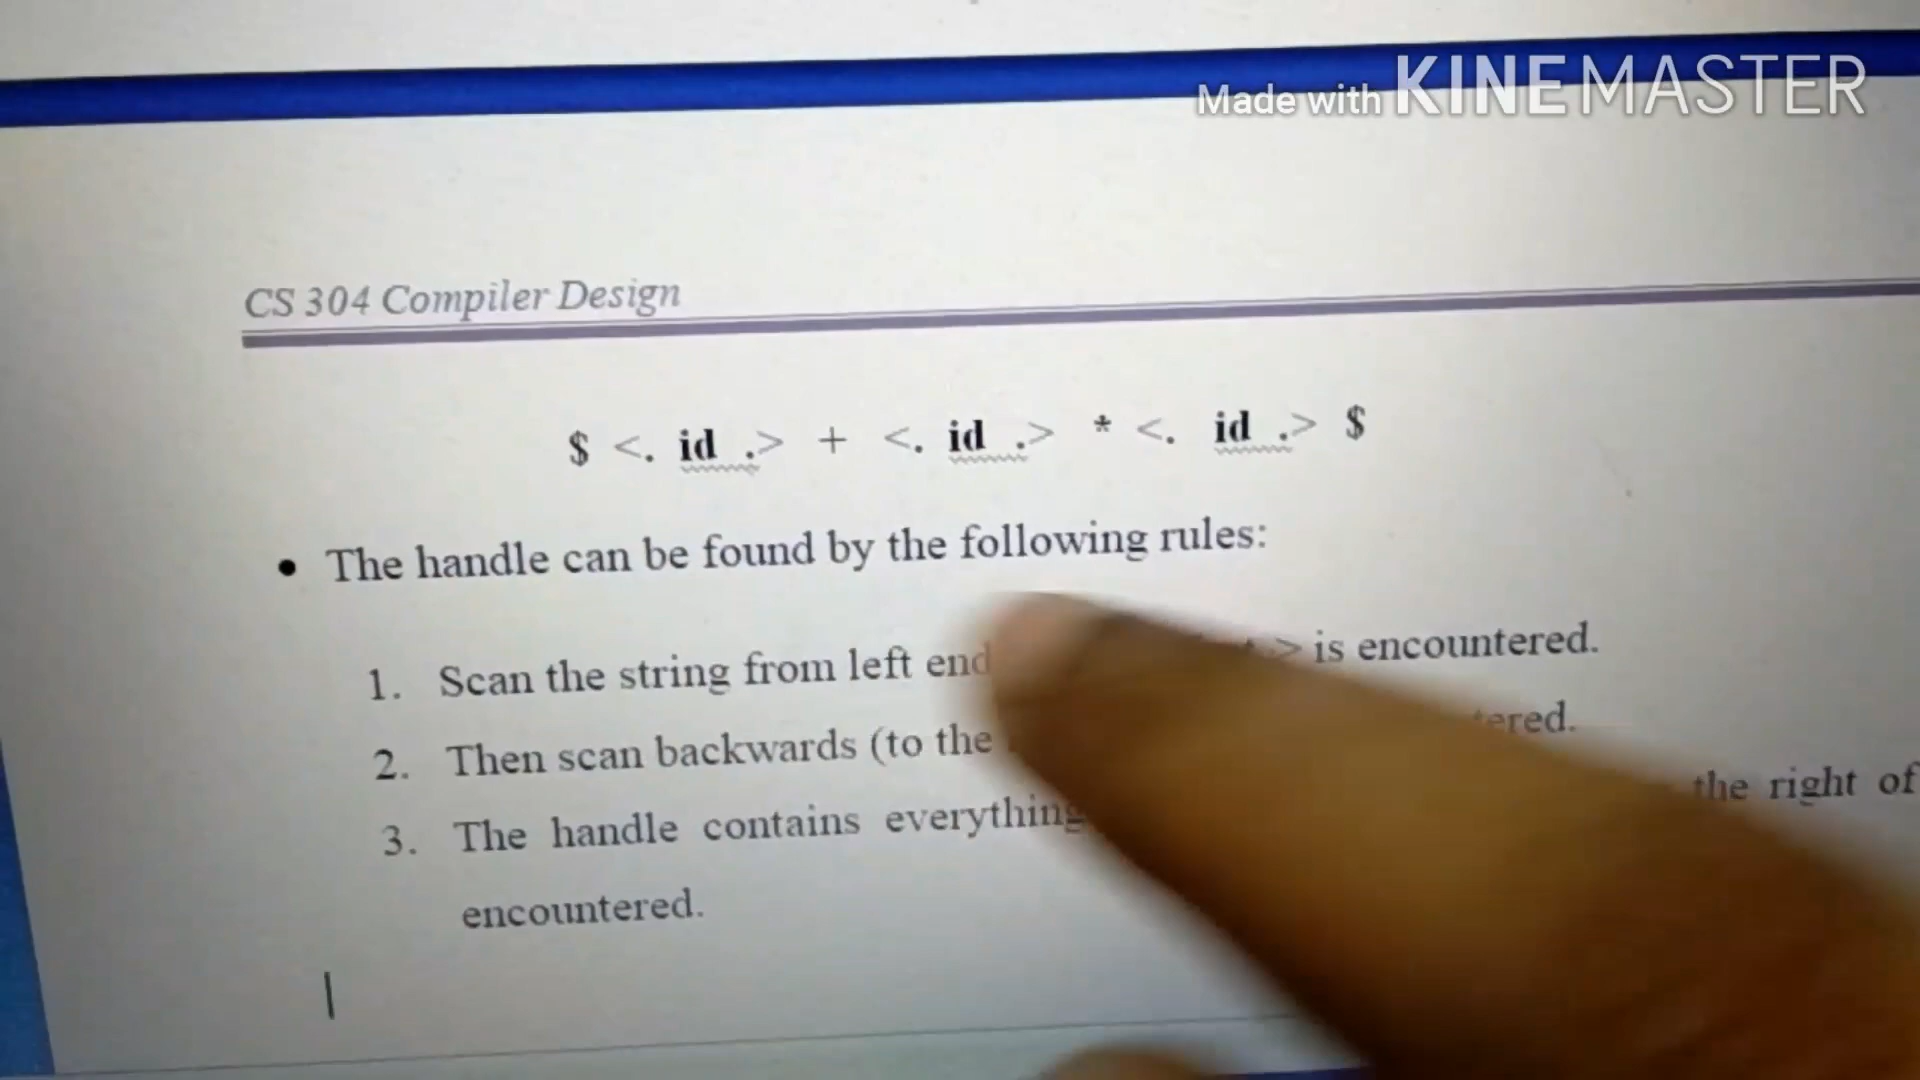 Made with KINEMASTER
CS 304 Compiler Design
$ <. id .> + <. id .> * <. id .> $
• The handle can be found by the following rules:
1. Scan the string from left end .> is encountered.
2. Then scan backwards (to the
3. The handle contains everything the right of
encountered.